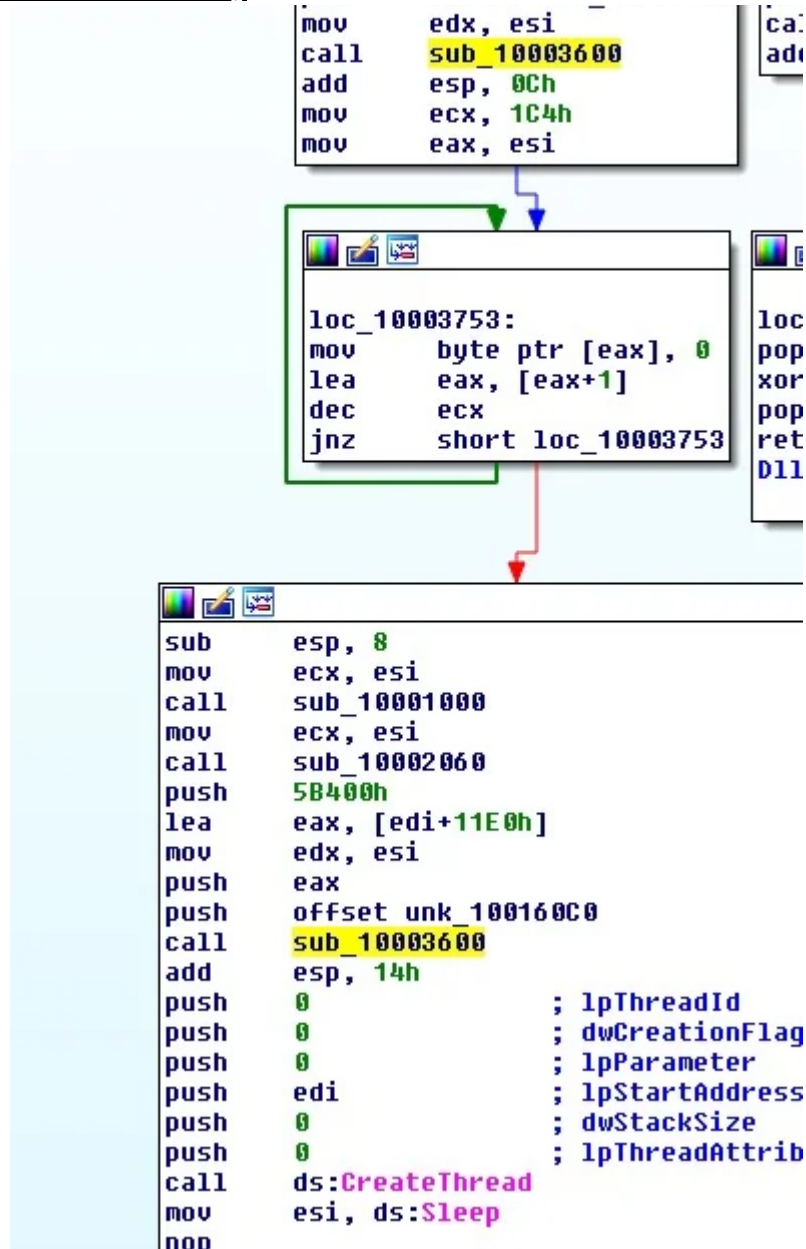 mov edx, esi
call sub_10003600
add esp, 0Ch
mov ecx, 1C4h
mov eax, esi
loc_10003753:
mov byte ptr [eax], 0
lea eax, [eax+1]
dec ecx
jnz short loc_10003753
loc
pop
xor
pop
ret
Dll
sub esp, 8
mov ecx, esi
call sub_10001000
mov ecx, esi
call sub_10002060
push 5B400h
lea eax, [edi+11E0h]
mov edx, esi
push eax
push offset unk_100160C0
call sub_10003600
add esp, 14h
push 0 ; lpThreadId
push 0 ; dwCreationFlag
push 0 ; lpParameter
push edi ; lpStartAddress
push 0 ; dwStackSize
push 0 ; lpThreadAttrib
call ds:CreateThread
mov esi, ds:Sleep